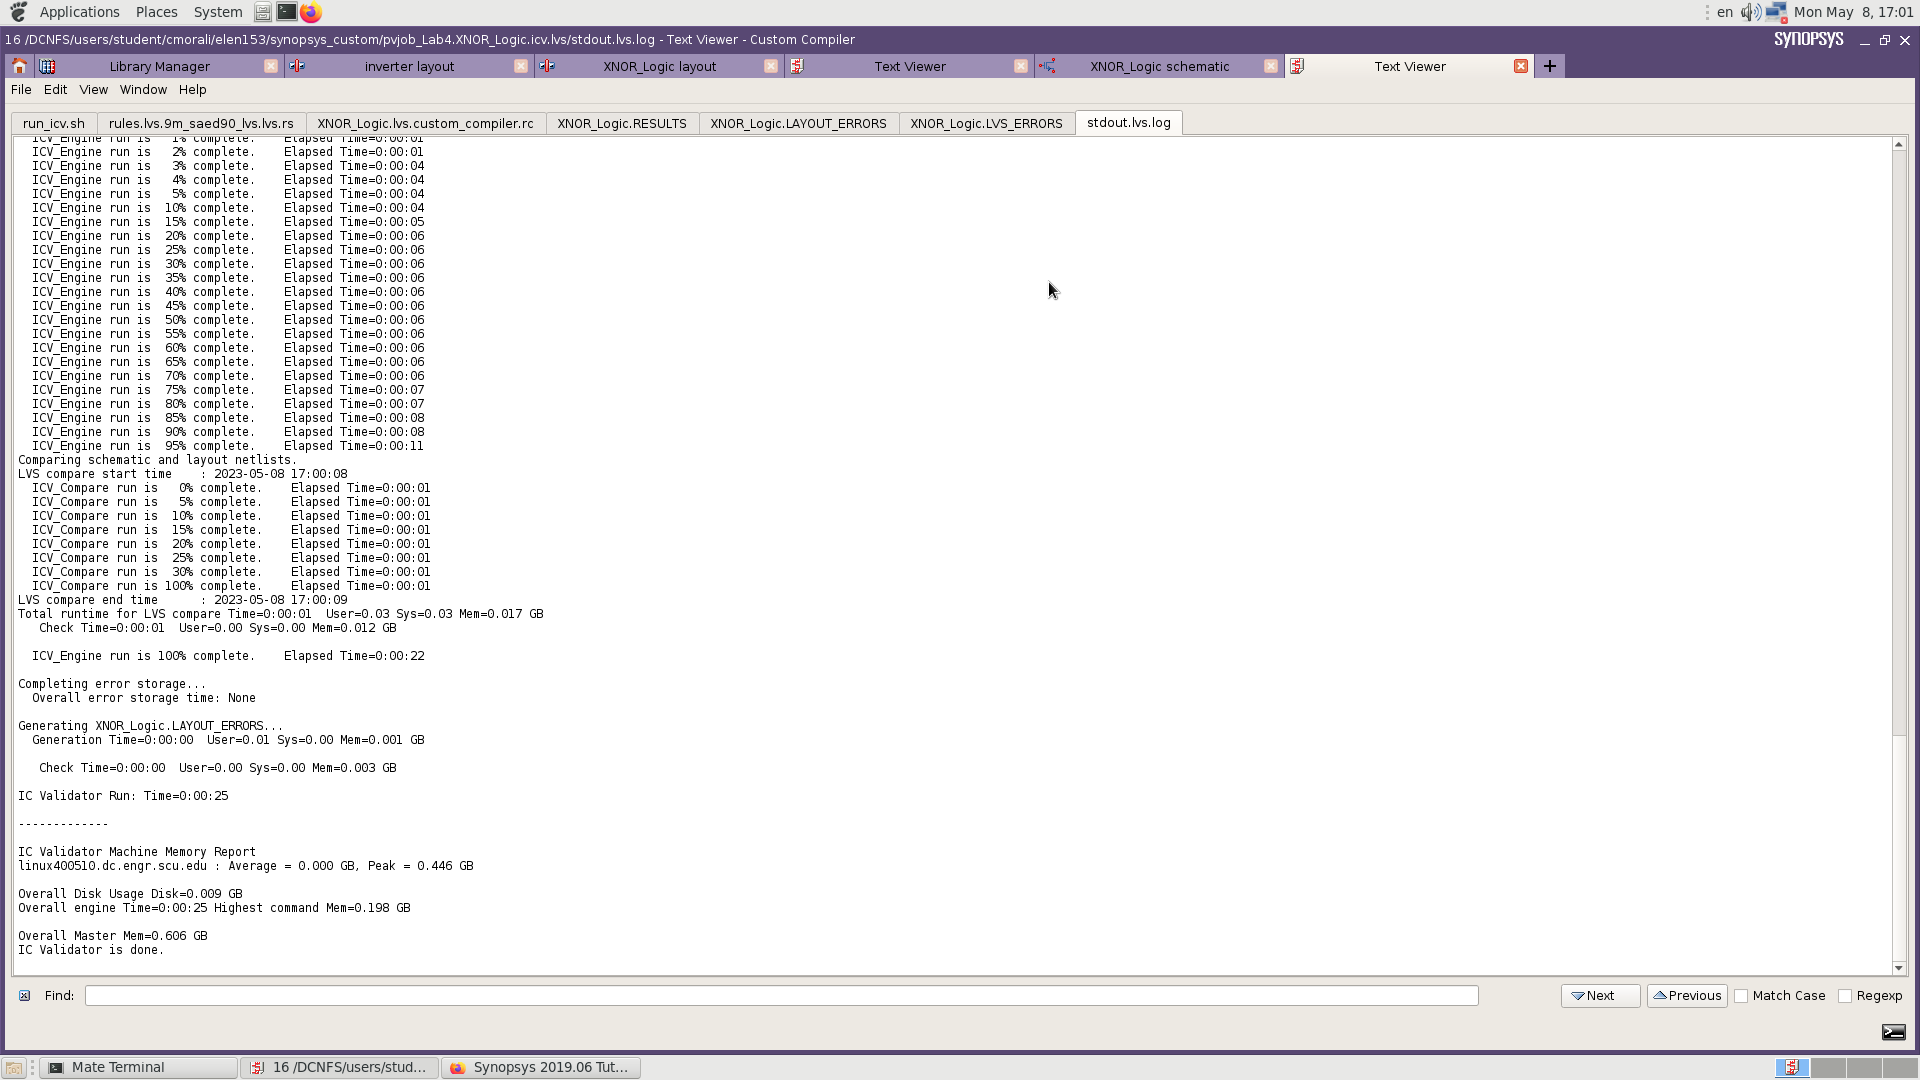 Applications Places System en Mon May 8, 17:01
16 /DCNFS/users/student/cmorali/elen153/synopsys_custom/pvjob_Lab4.XNOR_Logic.icv.lvs/stdout.lvs.log - Text Viewer - Custom Compiler SYNOPSYS
Library Manager inverter layout XNOR_Logic layout Text Viewer XNOR_Logic schematic Text Viewer
File Edit View Window Help
run_icv.sh rules.lvs.9m_saed90_lvs.lvs.rs XNOR_Logic.lvs.custom_compiler.rc XNOR_Logic.RESULTS XNOR_Logic.LAYOUT_ERRORS XNOR_Logic.LVS_ERRORS stdout.lvs.log
ICV_Engine run is 1% complete. Elapsed Time=0:00:01
ICV_Engine run is 2% complete. Elapsed Time=0:00:01
ICV_Engine run is 3% complete. Elapsed Time=0:00:04
ICV_Engine run is 4% complete. Elapsed Time=0:00:04
ICV_Engine run is 5% complete. Elapsed Time=0:00:04
ICV_Engine run is 10% complete. Elapsed Time=0:00:04
ICV_Engine run is 15% complete. Elapsed Time=0:00:05
ICV_Engine run is 20% complete. Elapsed Time=0:00:06
ICV_Engine run is 25% complete. Elapsed Time=0:00:06
ICV_Engine run is 30% complete. Elapsed Time=0:00:06
ICV_Engine run is 35% complete. Elapsed Time=0:00:06
ICV_Engine run is 40% complete. Elapsed Time=0:00:06
ICV_Engine run is 45% complete. Elapsed Time=0:00:06
ICV_Engine run is 50% complete. Elapsed Time=0:00:06
ICV_Engine run is 55% complete. Elapsed Time=0:00:06
ICV_Engine run is 60% complete. Elapsed Time=0:00:06
ICV_Engine run is 65% complete. Elapsed Time=0:00:06
ICV_Engine run is 70% complete. Elapsed Time=0:00:06
ICV_Engine run is 75% complete. Elapsed Time=0:00:07
ICV_Engine run is 80% complete. Elapsed Time=0:00:07
ICV_Engine run is 85% complete. Elapsed Time=0:00:08
ICV_Engine run is 90% complete. Elapsed Time=0:00:08
ICV_Engine run is 95% complete. Elapsed Time=0:00:11
Comparing schematic and layout netlists.
LVS compare start time : 2023-05-08 17:00:08
ICV_Compare run is 0% complete. Elapsed Time=0:00:01
ICV_Compare run is 5% complete. Elapsed Time=0:00:01
ICV_Compare run is 10% complete. Elapsed Time=0:00:01
ICV_Compare run is 15% complete. Elapsed Time=0:00:01
ICV_Compare run is 20% complete. Elapsed Time=0:00:01
ICV_Compare run is 25% complete. Elapsed Time=0:00:01
ICV_Compare run is 30% complete. Elapsed Time=0:00:01
ICV_Compare run is 100% complete. Elapsed Time=0:00:01
LVS compare end time : 2023-05-08 17:00:09
Total runtime for LVS compare Time=0:00:01 User=0.03 Sys=0.03 Mem=0.017 GB
Check Time=0:00:01 User=0.00 Sys=0.00 Mem=0.012 GB
ICV_Engine run is 100% complete. Elapsed Time=0:00:22
Completing error storage...
Overall error storage time: None
Generating XNOR_Logic.LAYOUT_ERRORS...
Generation Time=0:00:00 User=0.01 Sys=0.00 Mem=0.001 GB
Check Time=0:00:00 User=0.00 Sys=0.00 Mem=0.003 GB
IC Validator Run: Time=0:00:25
-------------
IC Validator Machine Memory Report
linux400510.dc.engr.scu.edu : Average = 0.000 GB, Peak = 0.446 GB
Overall Disk Usage Disk=0.009 GB
Overall engine Time=0:00:25 Highest command Mem=0.198 GB
Overall Master Mem=0.606 GB
IC Validator is done.
Find: Next Previous Match Case Regexp
Mate Terminal 16 /DCNFS/users/stud... Synopsys 2019.06 Tut...